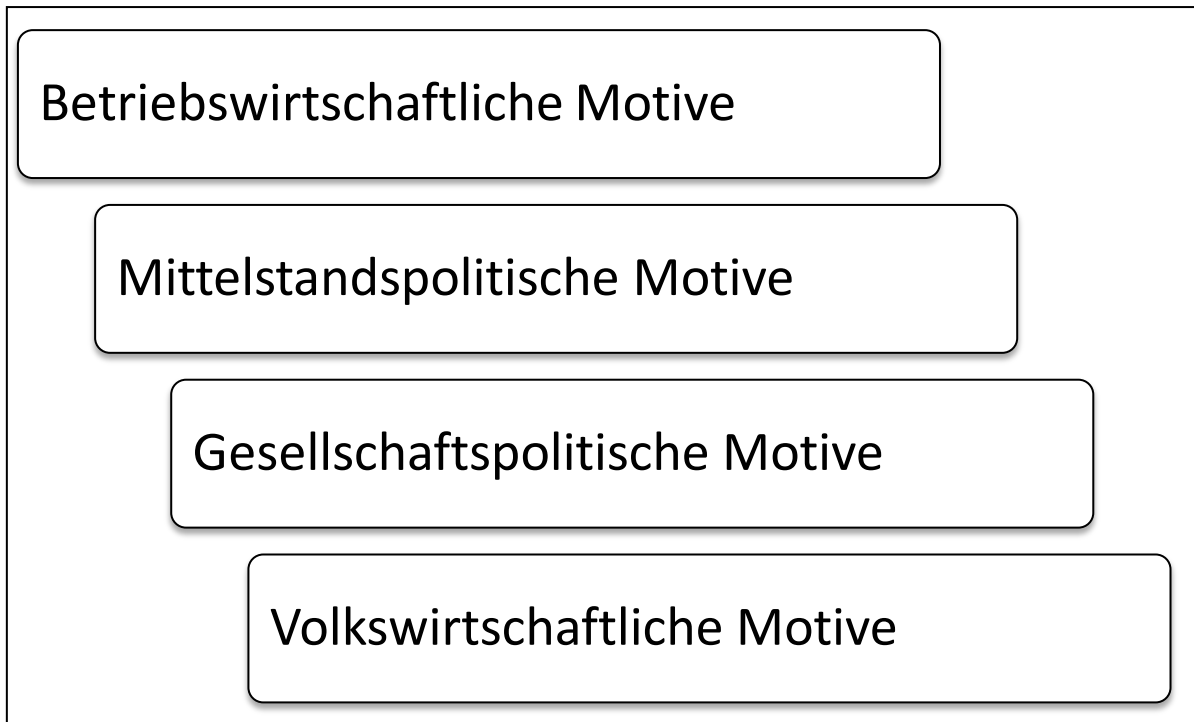 Betriebswirtschaftliche Motive
Mittelstandspolitische Motive
Gesellschaftspolitische Motive
Volkswirtschaftliche Motive